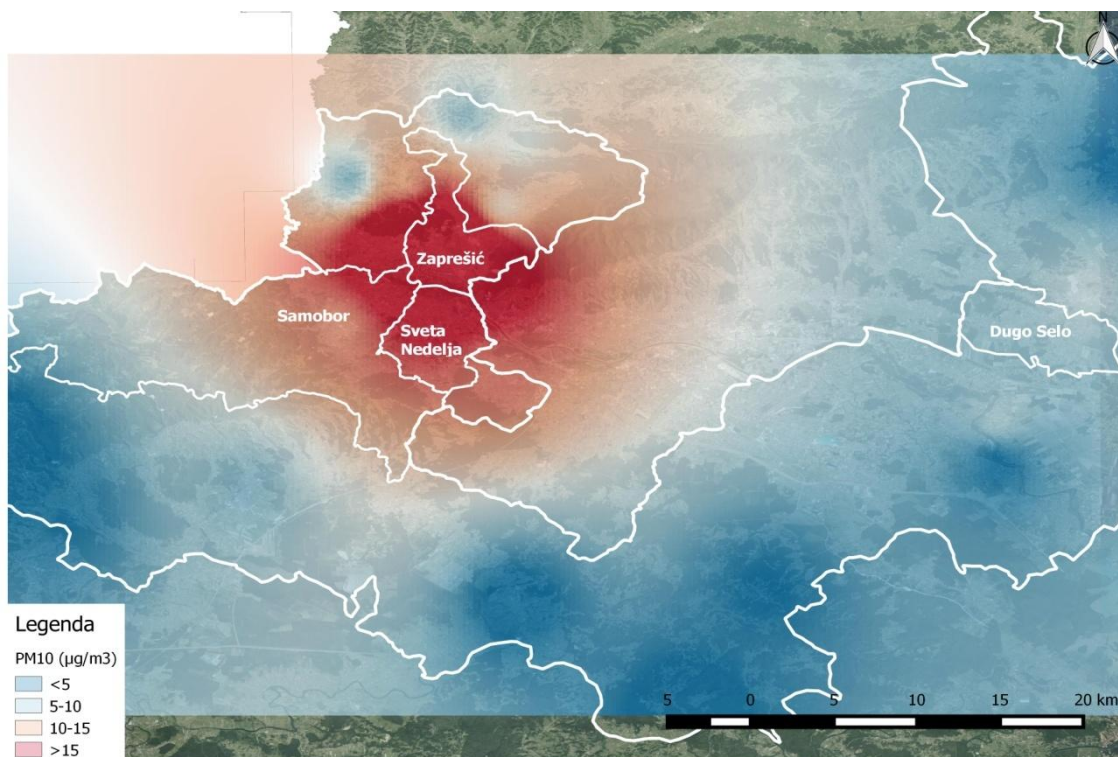 N
Zaprešić
Samobor
Sveta
Nedelja
Dugo Selo
Legenda
PM10 (µg/m3)
<5
5-10
10-15
>15
5 0 5 10 15 20 km